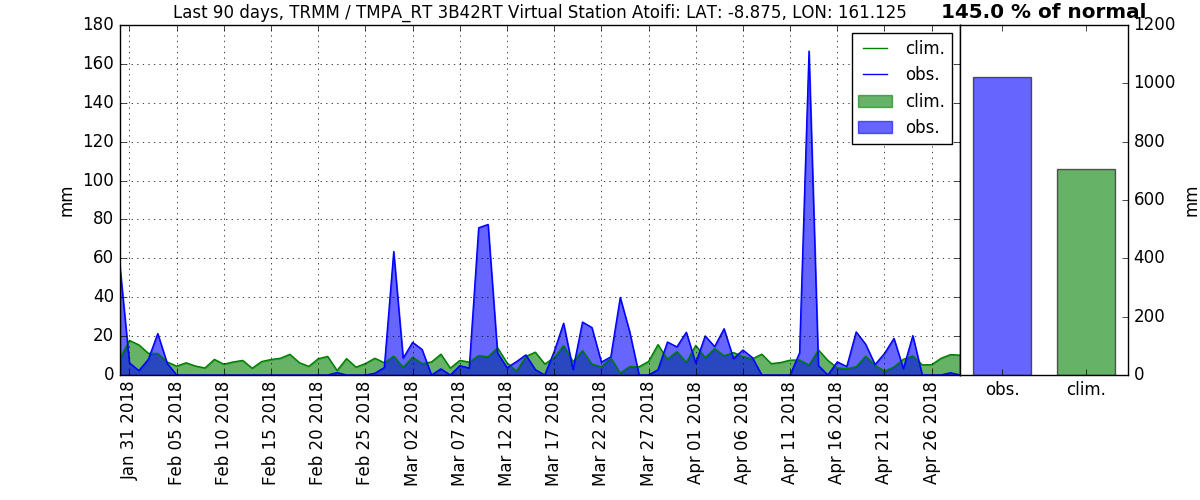 Last 90 days, TRMM / TMPA_RT 3B42RT Virtual Station Atoifi: LAT: -8.875, LON: 161.125
145.0 % of normal
180
160
140
120
100
80
60
40
20
0
mm
clim.
obs.
clim.
obs.
Jan 31 2018
Feb 05 2018
Feb 10 2018
Feb 15 2018
Feb 20 2018
Feb 25 2018
Mar 02 2018
Mar 07 2018
Mar 12 2018
Mar 17 2018
Mar 22 2018
Mar 27 2018
Apr 01 2018
Apr 06 2018
Apr 11 2018
Apr 16 2018
Apr 21 2018
Apr 26 2018
1200
1000
800
600
400
200
0
mm
obs.
clim.